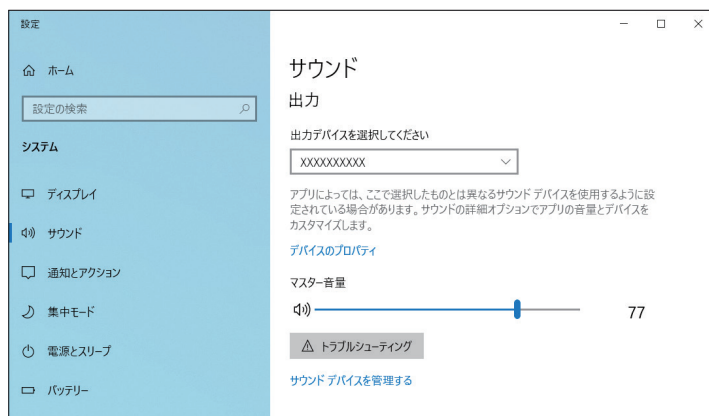 設定
ホーム
設定の検索
システム
ディスプレイ
サウンド
通知とアクション
集中モード
電源とスリープ
バッテリー
サウンド
出力
出力デバイスを選択してください
XXXXXXXXXX
アプリによっては、ここで選択したものとは異なるサウンド デバイスを使用するように設
定されている場合があります。サウンドの詳細オプションでアプリの音量とデバイスを
カスタマイズします。
デバイスのプロパティ
マスター音量
77
トラブルシューティング
サウンド デバイスを管理する